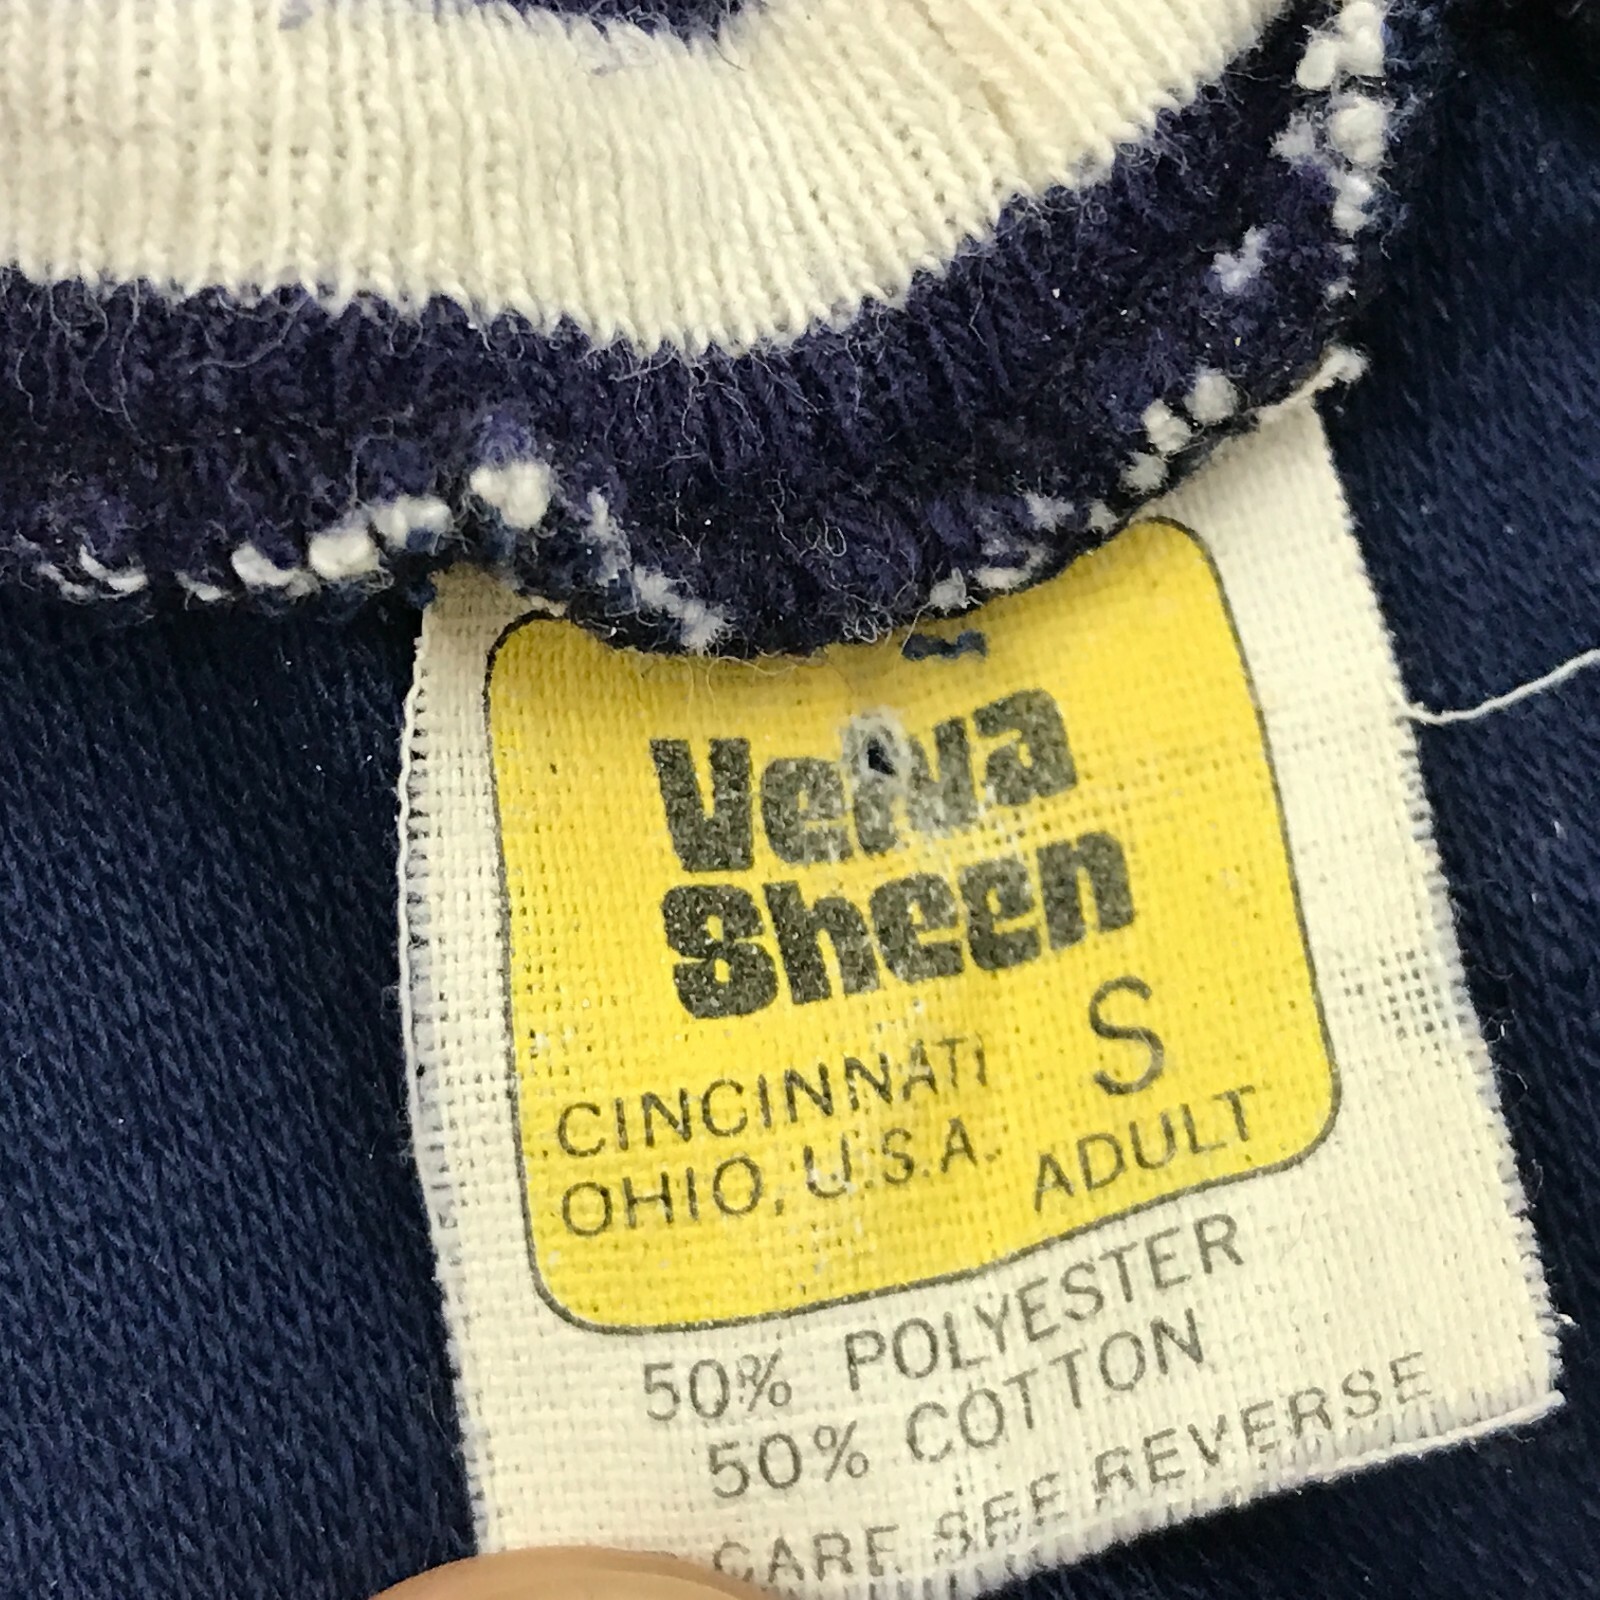 Velva
Sheen
CINCINNATI
OHIO, U.S.A.
S
ADULT
50% POLYESTER
50% COTTON
CARE SEE REVERSE